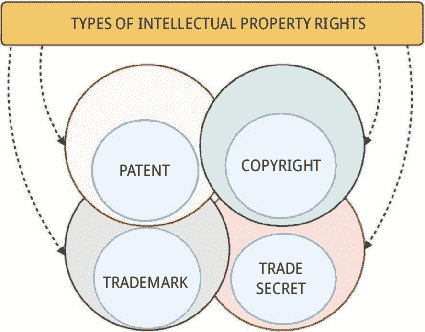 TYPES OF INTELLECTUAL PROPERTY RIGHTS
PATENT
COPYRIGHT
TRADEMARK
TRADE
SECRET